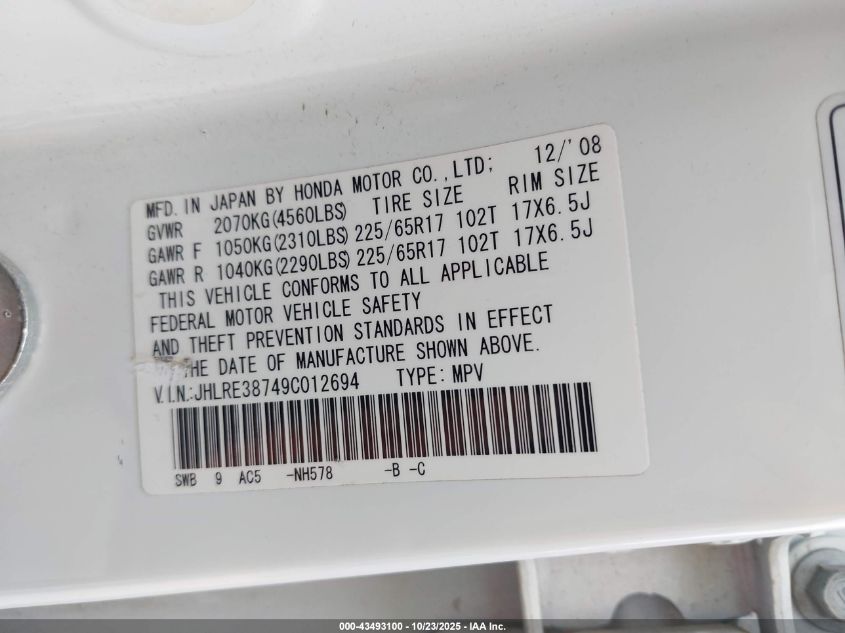 MFD. IN JAPAN BY HONDA MOTOR CO., LTD; 12/'08
GVWR 2070KG(4560LBS) TIRE SIZE RIM SIZE
GAWR F 1050KG(2310LBS) 225/65R17 102T 17X6.5J
GAWR R 1040KG(2290LBS) 225/65R17 102T 17X6.5J
THIS VEHICLE CONFORMS TO ALL APPLICABLE
FEDERAL MOTOR VEHICLE SAFETY
AND THEFT PREVENTION STANDARDS IN EFFECT
THE DATE OF MANUFACTURE SHOWN ABOVE.
V.I.N.:JHLRE38749C012694 TYPE: MPV
SWB 9 AC5 -NH578 -B -C
000-43493100 - 10/23/2025 - IAA Inc.